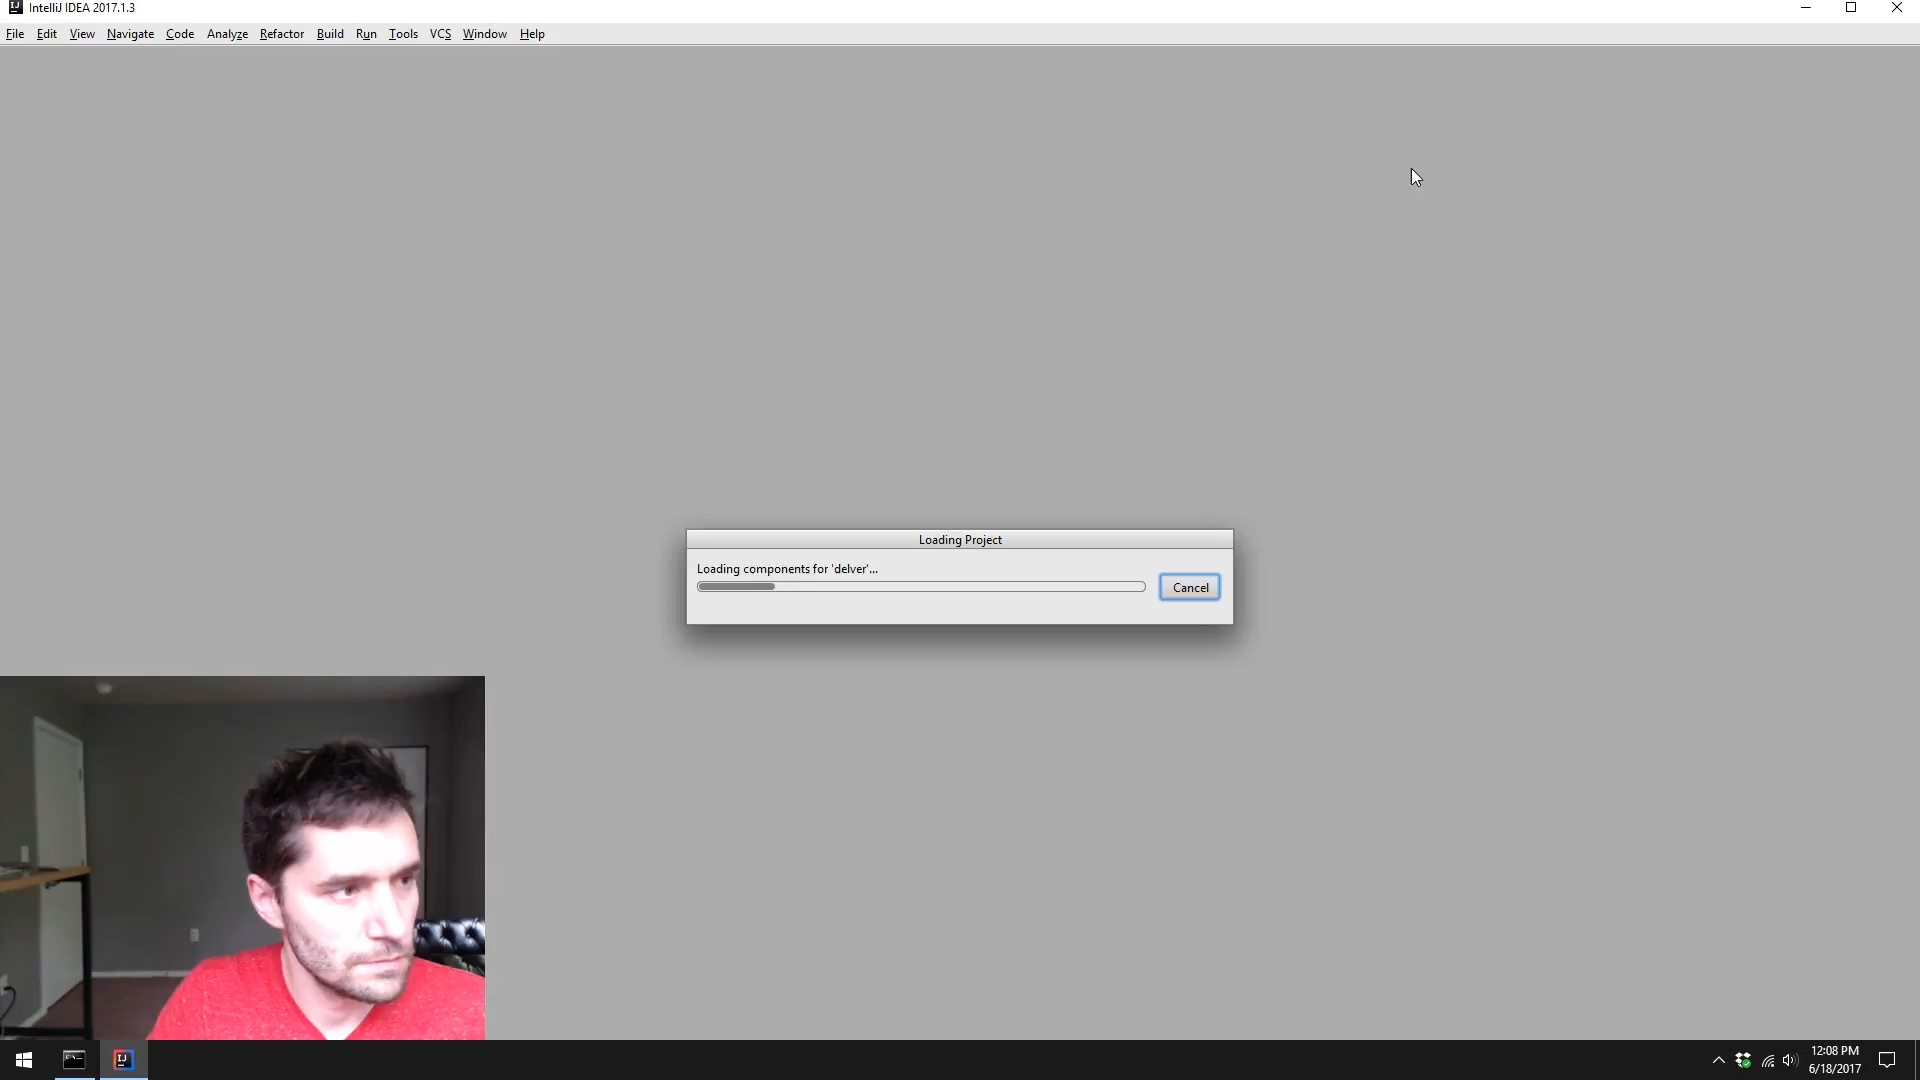 IntelliJ IDEA 2017.1.3
File Edit View Navigate Code Analyze Refactor Build Run Tools VCS Window Help
Loading Project
Loading components for 'delver'...
Cancel
12:08 PM
6/18/2017